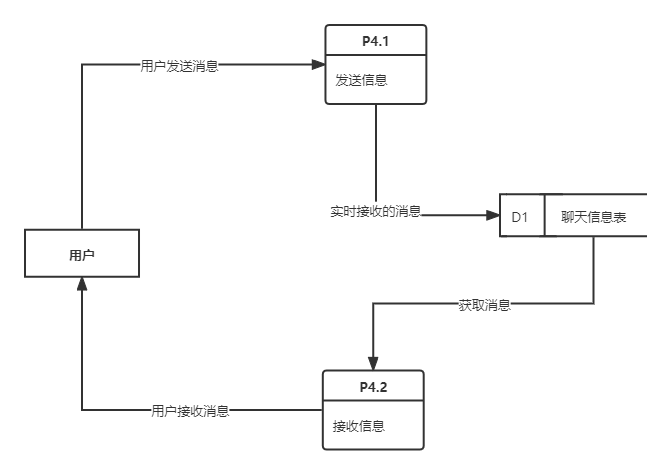 P4.1
用户发送消息
发送信息
实时接收的消息
D1
聊天信息表
用户
获取消息
P4.2
用户接收消息
接收信息